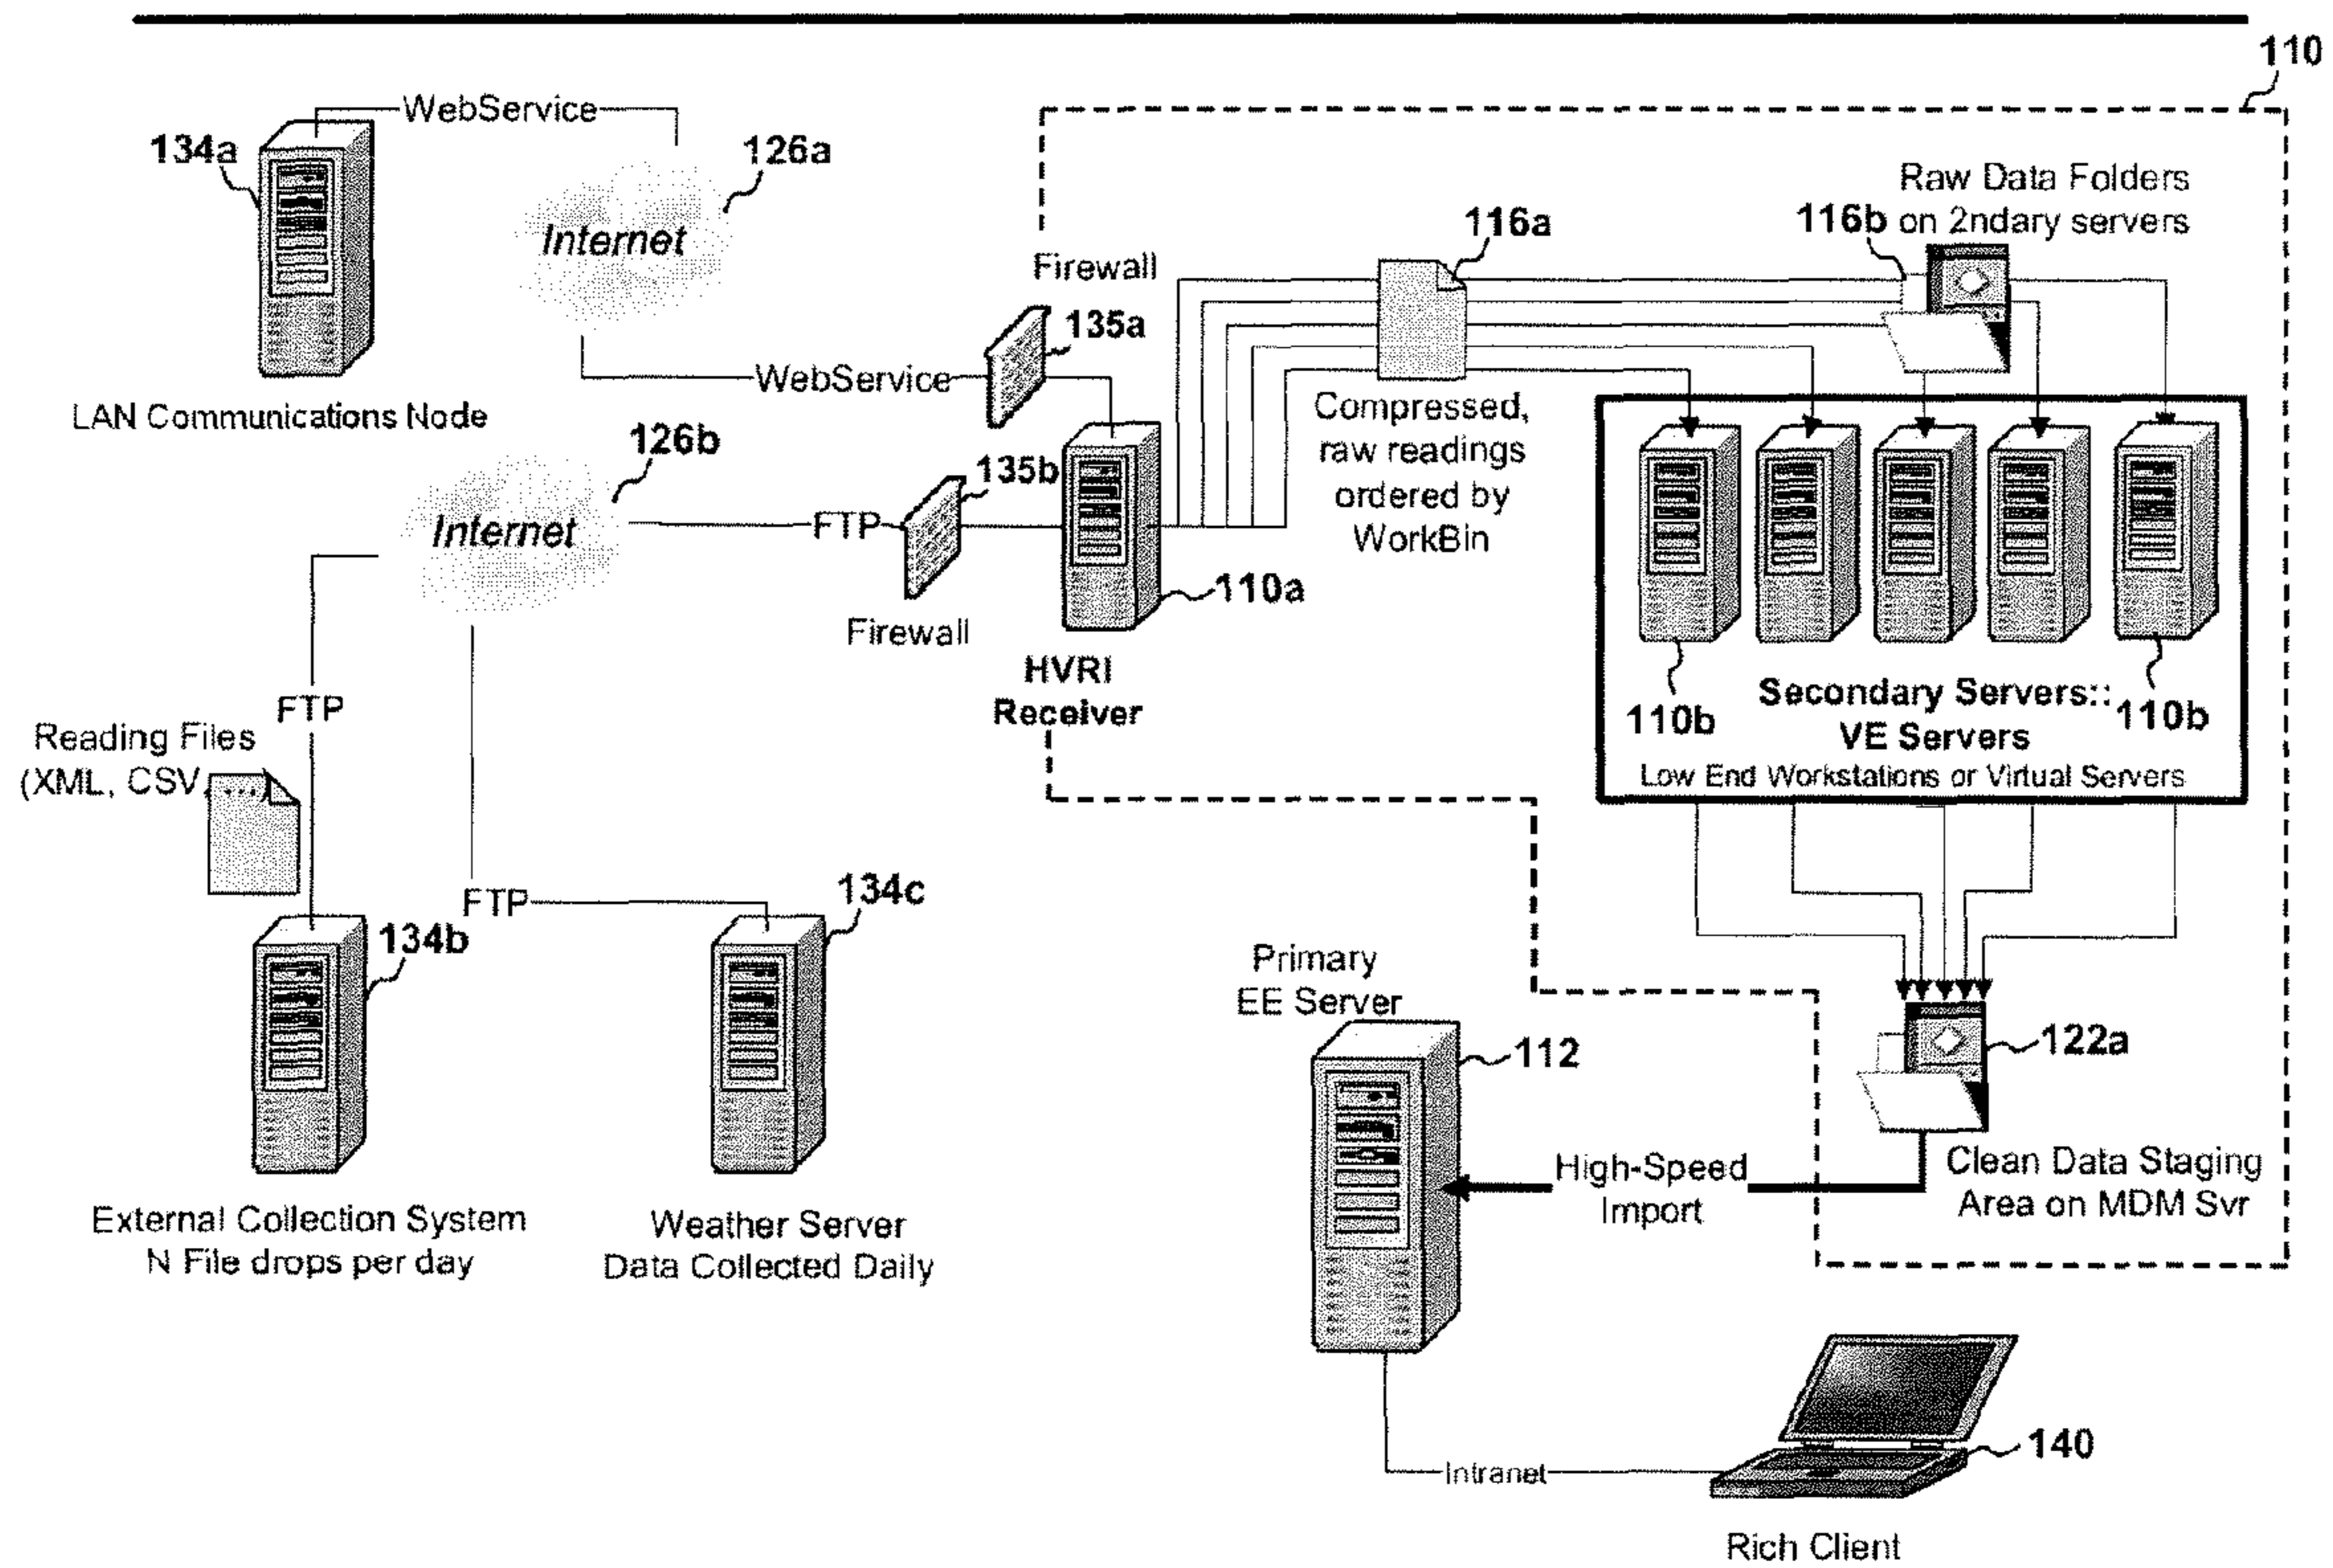 110
WebService
134a
126a
Internet
LAN Communications Node
Raw Data Folders
116b on 2ndary servers
116a
Firewall
135a
WebService
Compressed,
raw readings
ordered by
WorkBin
126b
Internet
135b
FTP
Firewall
110a
HVRI
Receiver
110b
Secondary Servers::
VE Servers
110b
Low End Workstations or Virtual Servers
FTP
Reading Files
(XML, CSV, ...)
FTP
134b
134c
External Collection System
N File drops per day
Weather Server
Data Collected Daily
Primary
EE Server
112
122a
High-Speed
Import
Clean Data Staging
Area on MDM Svr
Intranet
140
Rich Client